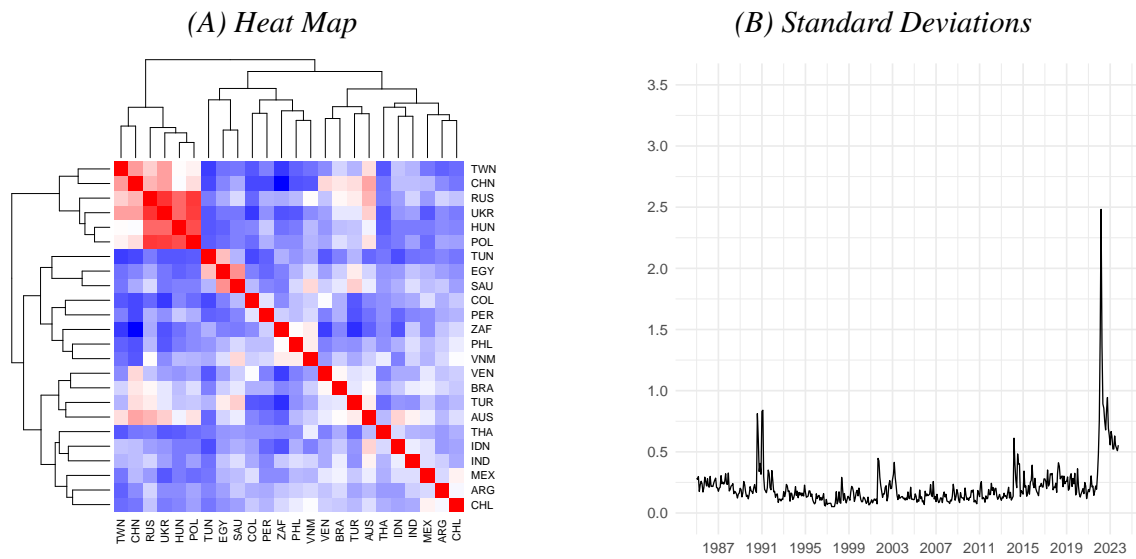 (A) Heat Map
(B) Standard Deviations
TWN
CHN
RUS
UKR
HUN
POL
TUN
EGY
SAU
COL
PER
ZAF
PHL
VNM
VEN
BRA
TUR
AUS
THA
IDN
IND
MEX
ARG
CHL
TWN CHN RUS UKR HUN POL TUN EGY SAU COL PER ZAF PHL VNM VEN BRA TUR AUS THA IDN IND MEX ARG CHL
3.5
3.0
2.5
2.0
1.5
1.0
0.5
0.0
1987 1991 1995 1999 2003 2007 2011 2015 2019 2023